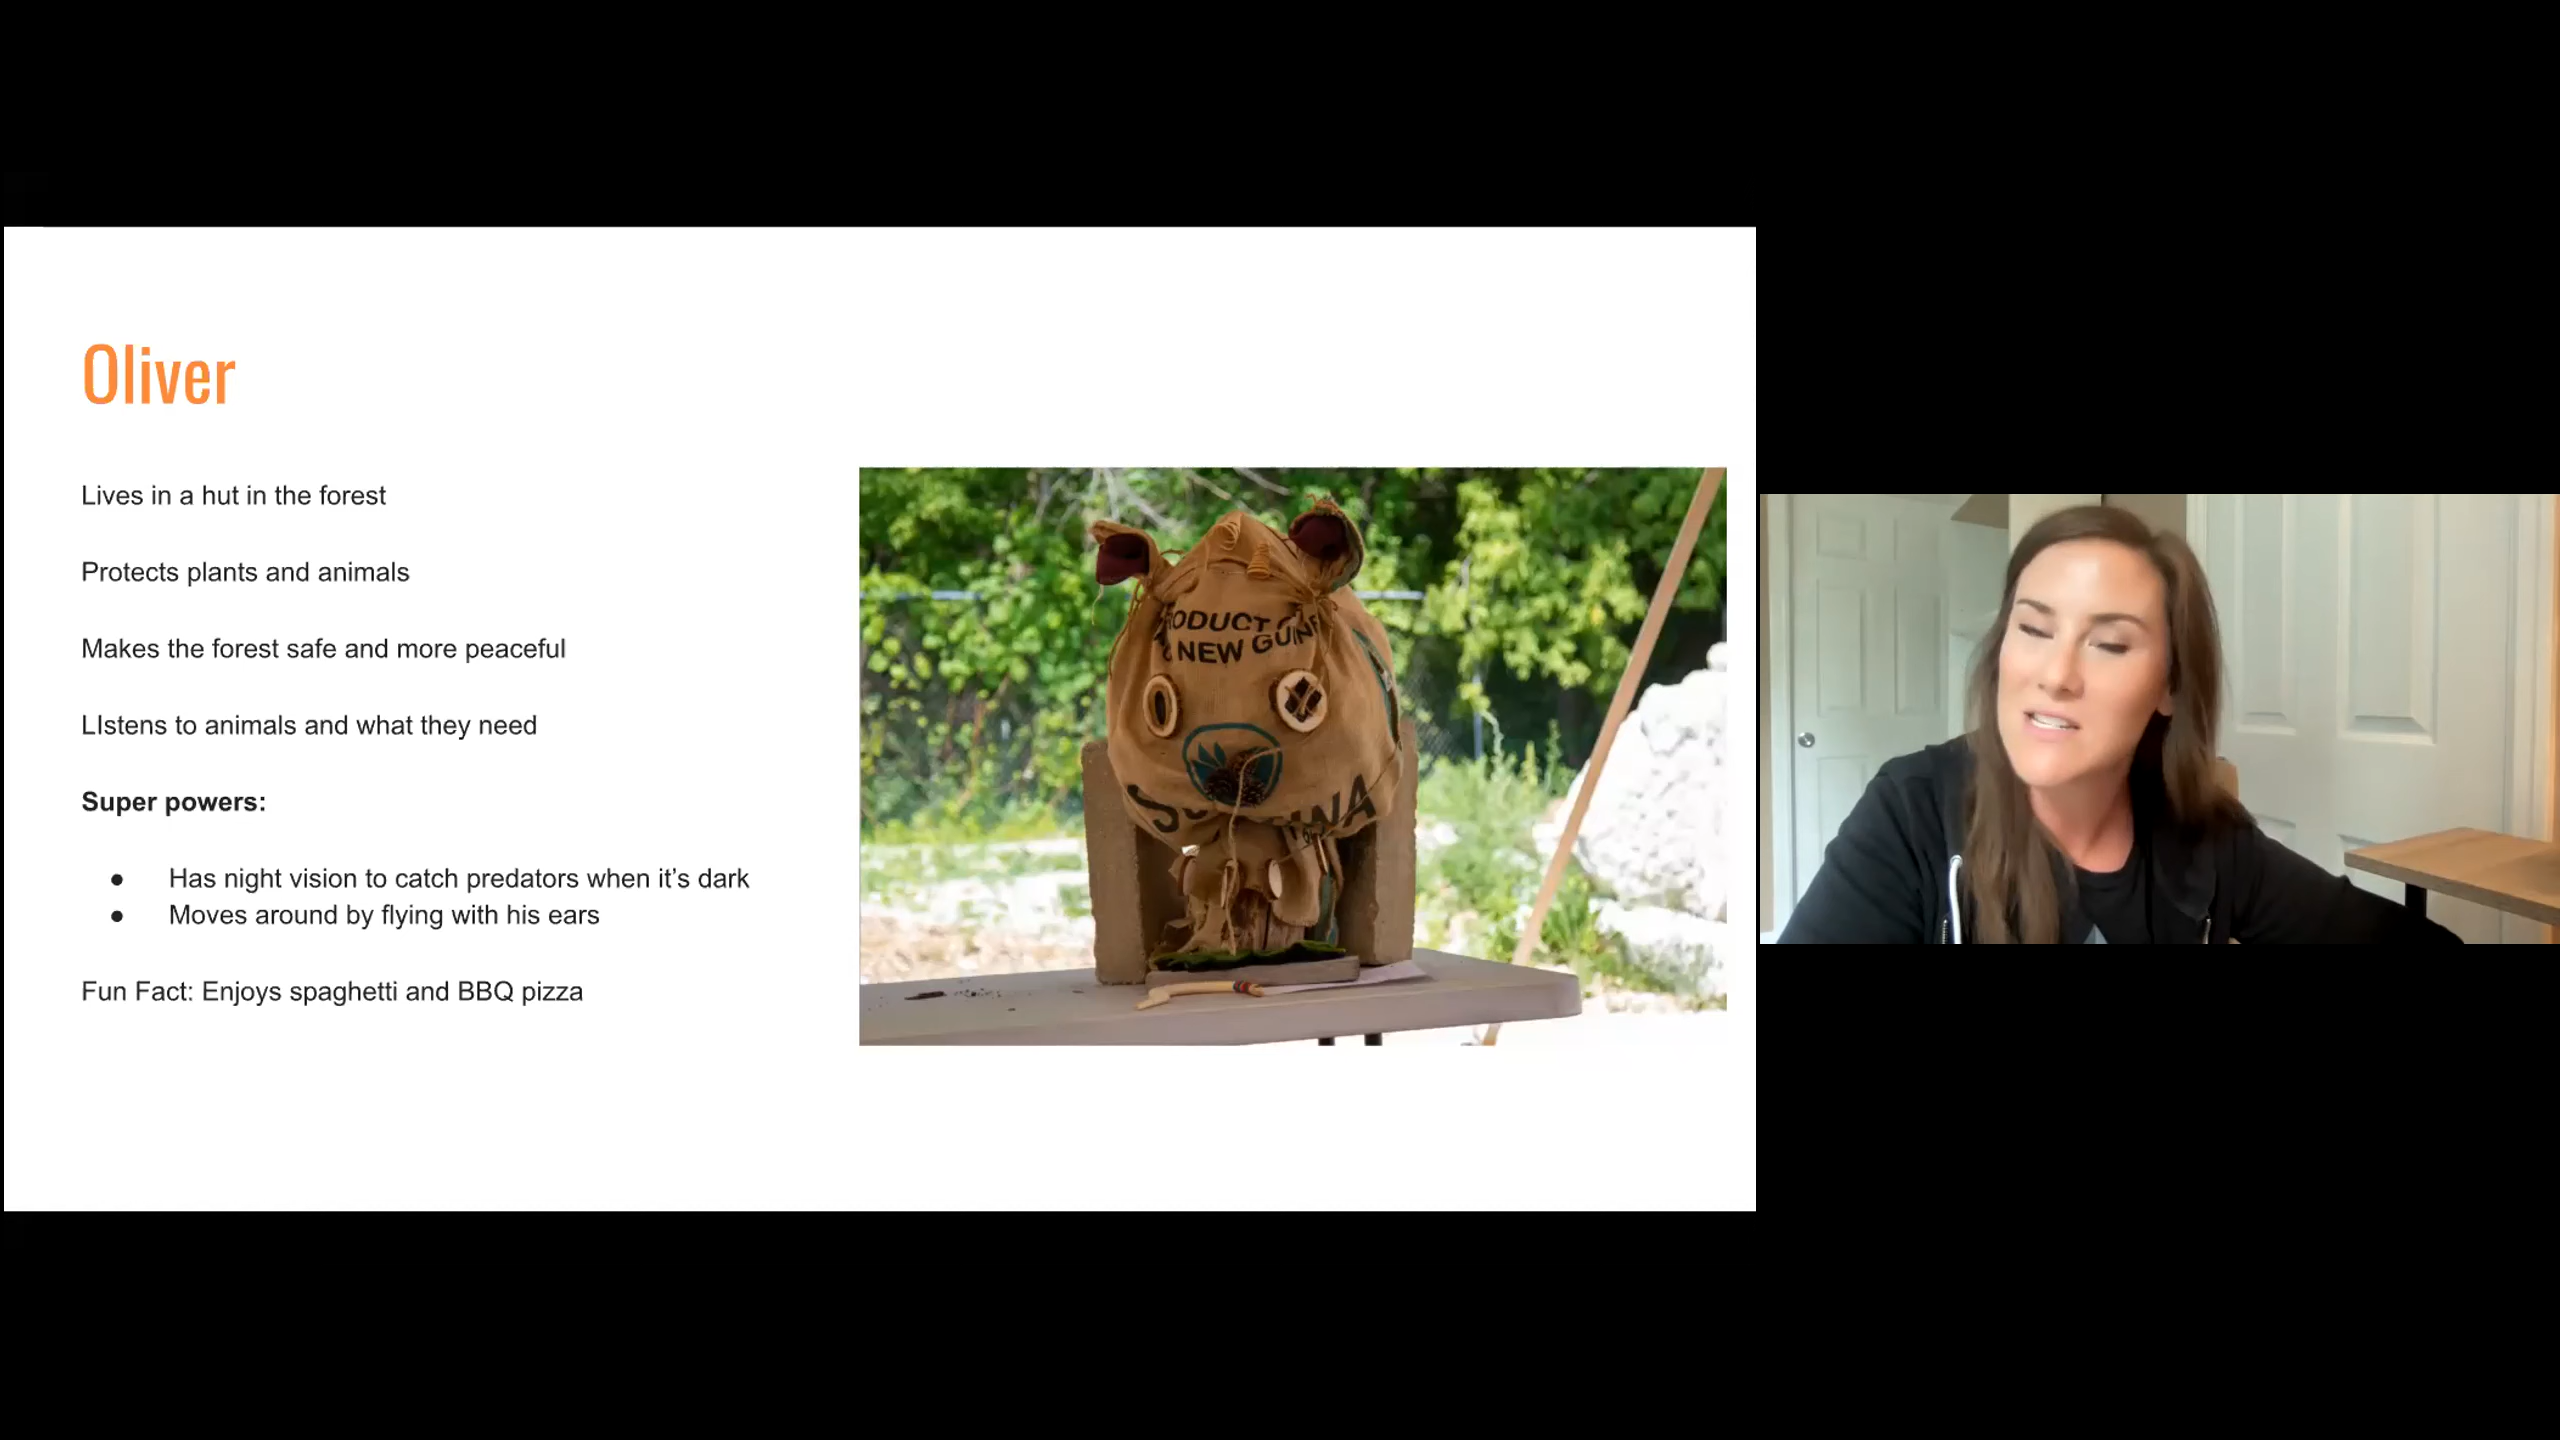 Oliver
Lives in a hut in the forest
Protects plants and animals
Makes the forest safe and more peaceful
LIstens to animals and what they need
Super powers:
● Has night vision to catch predators when it’s dark
● Moves around by flying with his ears
Fun Fact: Enjoys spaghetti and BBQ pizza
NEW